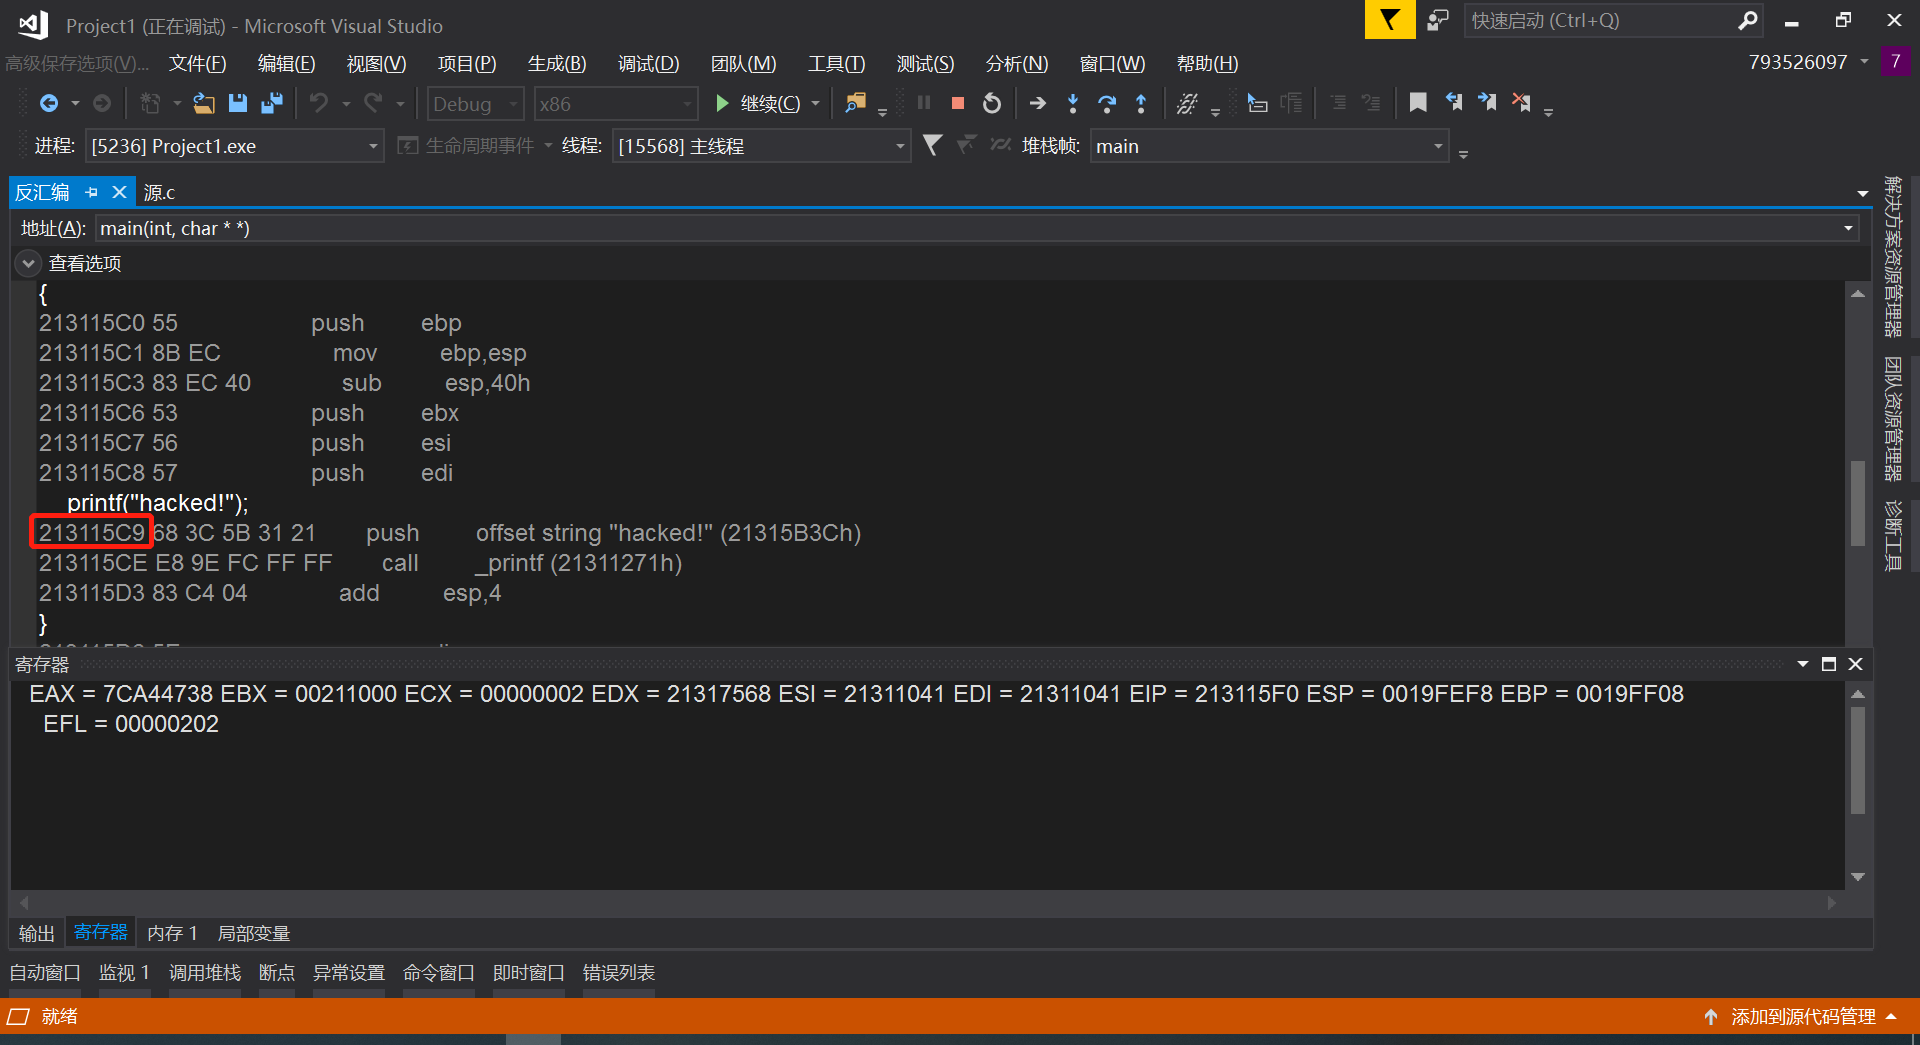 Project1 (正在调试) - Microsoft Visual Studio
快速启动 (Ctrl+Q)
高级保存选项(V)... 文件(F) 编辑(E) 视图(V) 项目(P) 生成(B) 调试(D) 团队(M) 工具(T) 测试(S) 分析(N) 窗口(W) 帮助(H) 793526097 7
Debug x86 继续(C)
进程: [5236] Project1.exe 生命周期事件 线程: [15568] 主线程 堆栈帧: main
反汇编 源.c
地址(A): main(int, char * *)
查看选项
{
213115C0 55 push ebp
213115C1 8B EC mov ebp,esp
213115C3 83 EC 40 sub esp,40h
213115C6 53 push ebx
213115C7 56 push esi
213115C8 57 push edi
printf("hacked!");
213115C9 68 3C 5B 31 21 push offset string "hacked!" (21315B3Ch)
213115CE E8 9E FC FF FF call _printf (21311271h)
213115D3 83 C4 04 add esp,4
}
寄存器
EAX = 7CA44738 EBX = 00211000 ECX = 00000002 EDX = 21317568 ESI = 21311041 EDI = 21311041 EIP = 213115F0 ESP = 0019FEF8 EBP = 0019FF08
EFL = 00000202
输出 寄存器 内存 1 局部变量
自动窗口 监视 1 调用堆栈 断点 异常设置 命令窗口 即时窗口 错误列表
就绪 添加到源代码管理
解决方案资源管理器
团队资源管理器
诊断工具